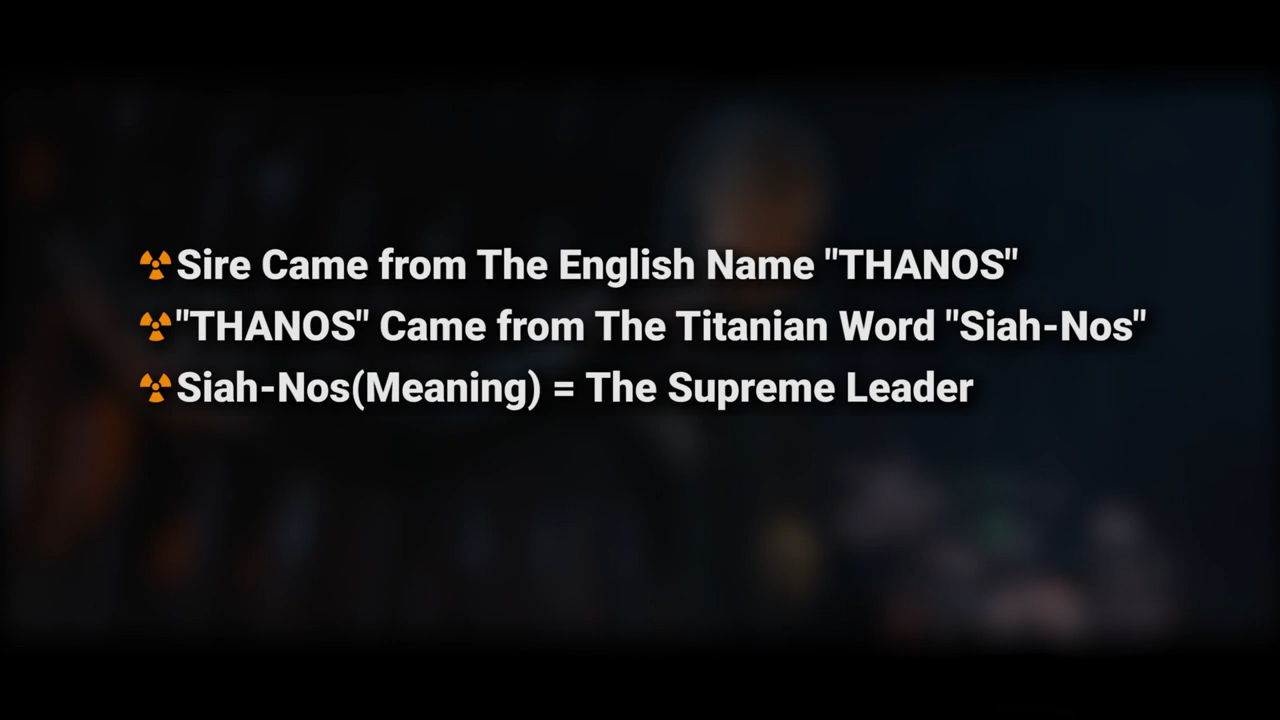 Sire Came from The English Name "THANOS"
"THANOS" Came from The Titanian Word "Siah-Nos"
Siah-Nos(Meaning) = The Supreme Leader